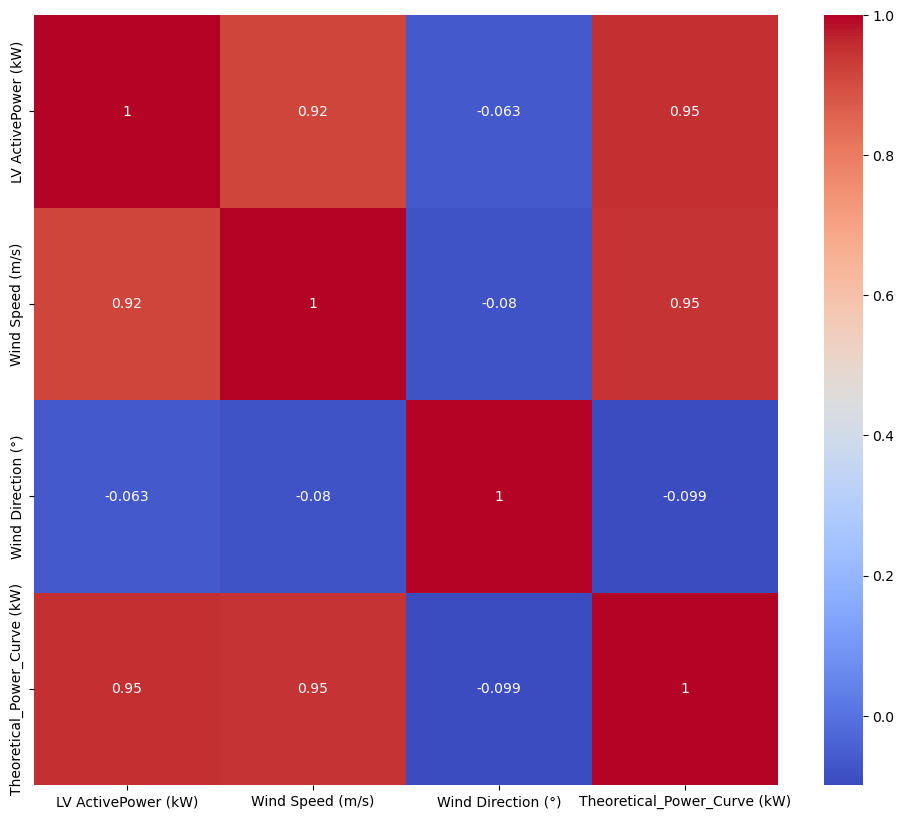 LV ActivePower (kW)
1
0.92
-0.063
0.95
Wind Speed (m/s)
0.92
1
-0.08
0.95
Wind Direction (°)
-0.063
-0.08
1
-0.099
Theoretical_Power_Curve (kW)
0.95
0.95
-0.099
1
LV ActivePower (kW)
Wind Speed (m/s)
Wind Direction (°)
Theoretical_Power_Curve (kW)
1.0
0.8
0.6
0.4
0.2
0.0